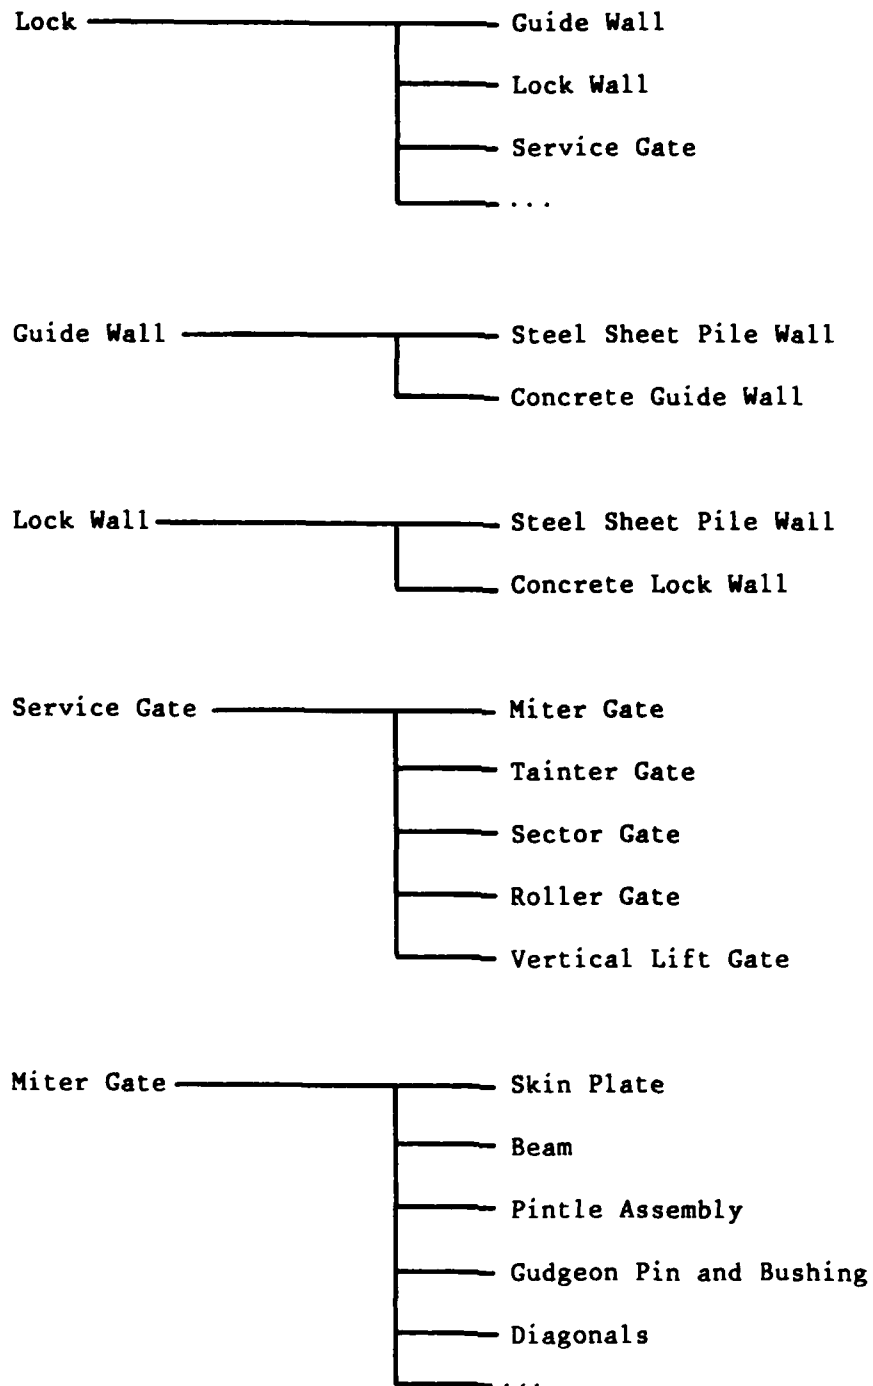 Lock Guide Wall
Lock Wall
Service Gate
...
Guide Wall Steel Sheet Pile Wall
Concrete Guide Wall
Lock Wall Steel Sheet Pile Wall
Concrete Lock Wall
Service Gate Miter Gate
Tainter Gate
Sector Gate
Roller Gate
Vertical Lift Gate
Miter Gate Skin Plate
Beam
Pintle Assembly
Gudgeon Pin and Bushing
Diagonals
...